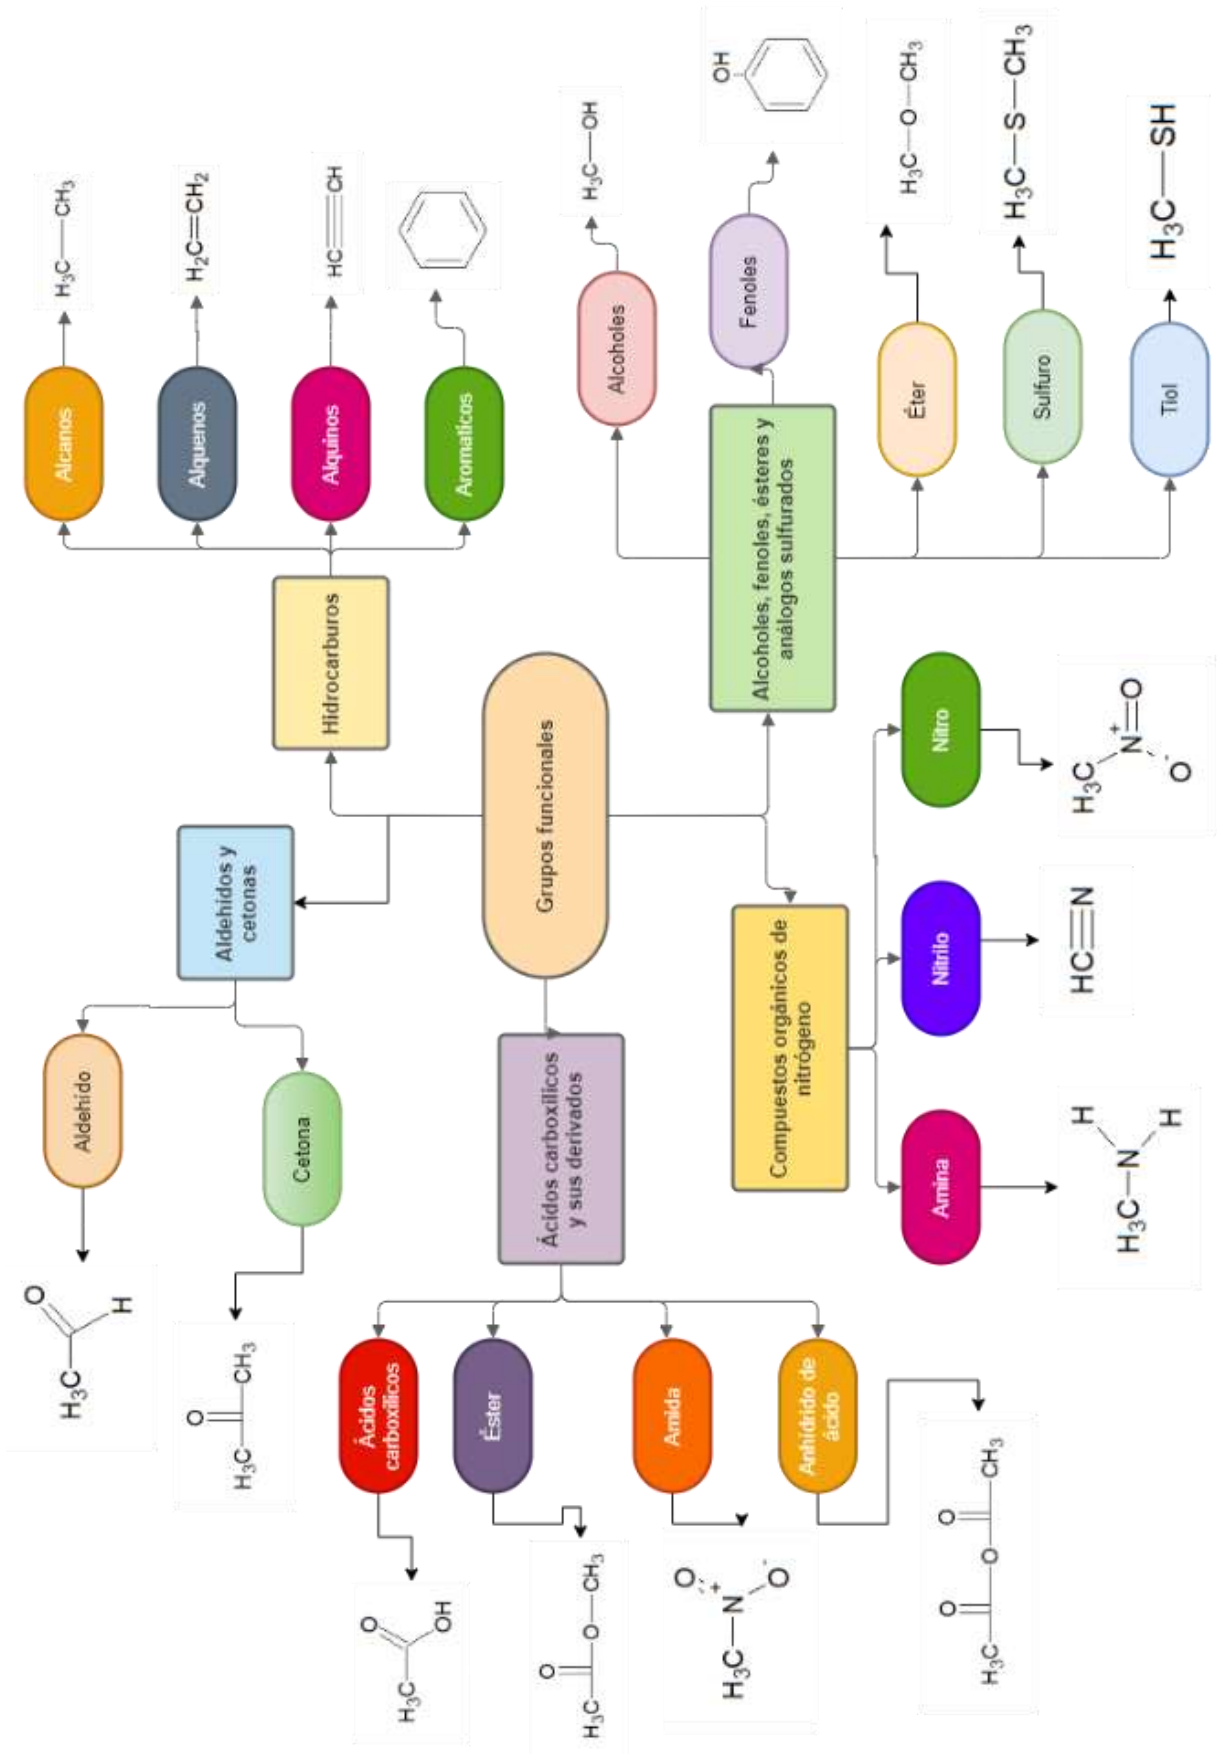 Grupos funcionales
Hidrocarburos
Alcanos
H3C—CH3
Alquenos
H2C=CH2
Alquinos
HC≡CH
Aromaticos
Aldehidos y
cetonas
Aldehído
H3C
O
H
Cetona
H3C
O
CH3
Ácidos carboxílicos
y sus derivados
Ácidos
carboxílicos
H3C
O
OH
Éster
H3C
O
O—CH3
Amida
H3C—N+
O
O-
Anhídrido de
ácido
H3C
O
O
O
CH3
Alcoholes, fenoles, ésteres y
análogos sulfurados
Alcoholes
H3C—OH
Fenoles
OH
Éter
H3C—O—CH3
Sulfuro
H3C—S—CH3
Tiol
H3C—SH
Compuestos orgánicos de
nitrógeno
Amina
H3C—N
H
H
Nitrilo
HC≡N
Nitro
H3C
N+=O
O-